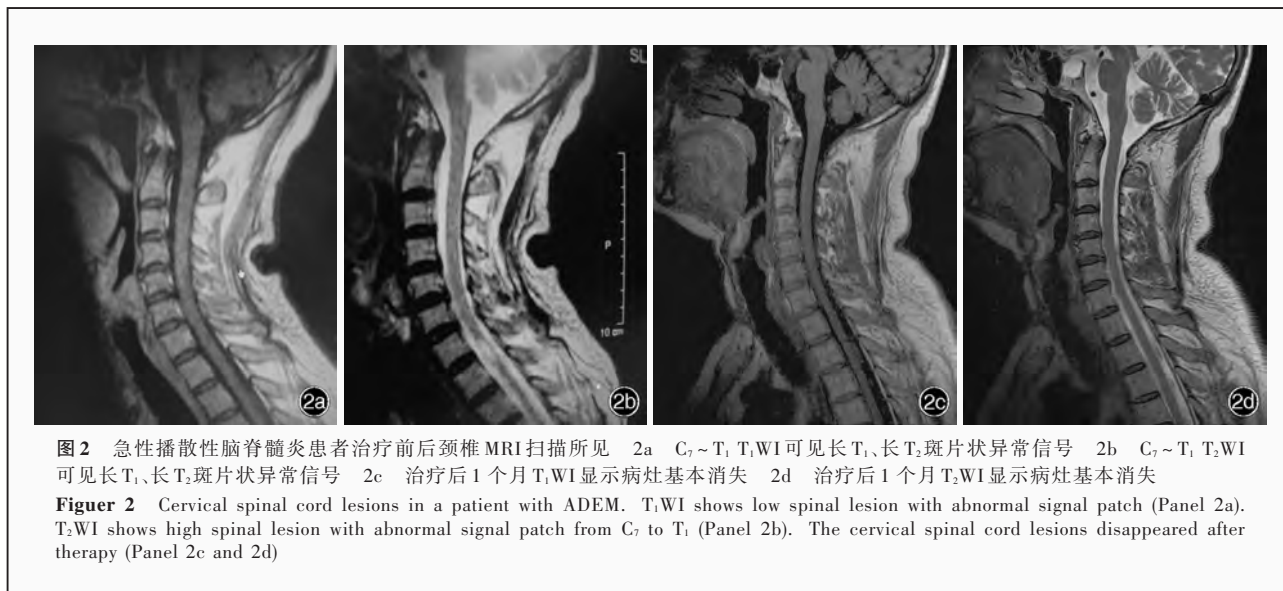 SL
P
10 cm
2a
2b
2c
2d
图2 急性播散性脑脊髓炎患者治疗前后颈椎MRI扫描所见 2a C₇~T₁ T₁WI可见长T₁、长T₂斑片状异常信号 2b C₇~T₁ T₂WI
可见长T₁、长T₂斑片状异常信号 2c 治疗后1个月T₁WI显示病灶基本消失 2d 治疗后1个月T₂WI显示病灶基本消失
Figuer 2 Cervical spinal cord lesions in a patient with ADEM. T₁WI shows low spinal lesion with abnormal signal patch (Panel 2a).
T₂WI shows high spinal lesion with abnormal signal patch from C₇ to T₁ (Panel 2b). The cervical spinal cord lesions disappeared after
therapy (Panel 2c and 2d)